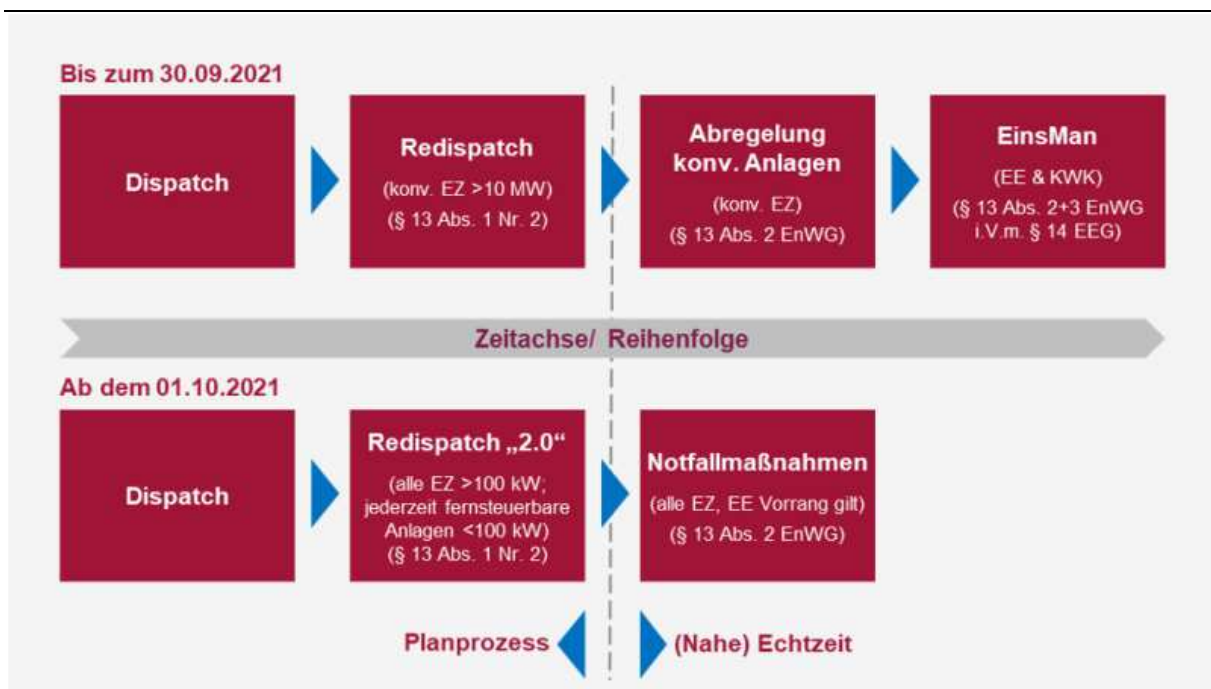 Bis zum 30.09.2021
Dispatch
Redispatch
(konv. EZ >10 MW)
(§ 13 Abs. 1 Nr. 2)
Abregelung
konv. Anlagen
(konv. EZ)
(§ 13 Abs. 2 EnWG)
EinsMan
(EE & KWK)
(§ 13 Abs. 2+3 EnWG
i.V.m. § 14 EEG)
Zeitachse/ Reihenfolge
Ab dem 01.10.2021
Dispatch
Redispatch „2.0“
(alle EZ >100 kW;
jederzeit fernsteuerbare
Anlagen <100 kW)
(§ 13 Abs. 1 Nr. 2)
Notfallmaßnahmen
(alle EZ, EE Vorrang gilt)
(§ 13 Abs. 2 EnWG)
Planprozess
(Nahe) Echtzeit